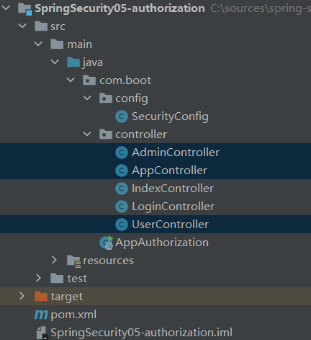 SpringSecurity05-authorization C:\sources\spring-s
src
main
java
com.boot
config
SecurityConfig
controller
AdminController
AppController
IndexController
LoginController
UserController
AppAuthorization
resources
test
target
pom.xml
SpringSecurity05-authorization.iml